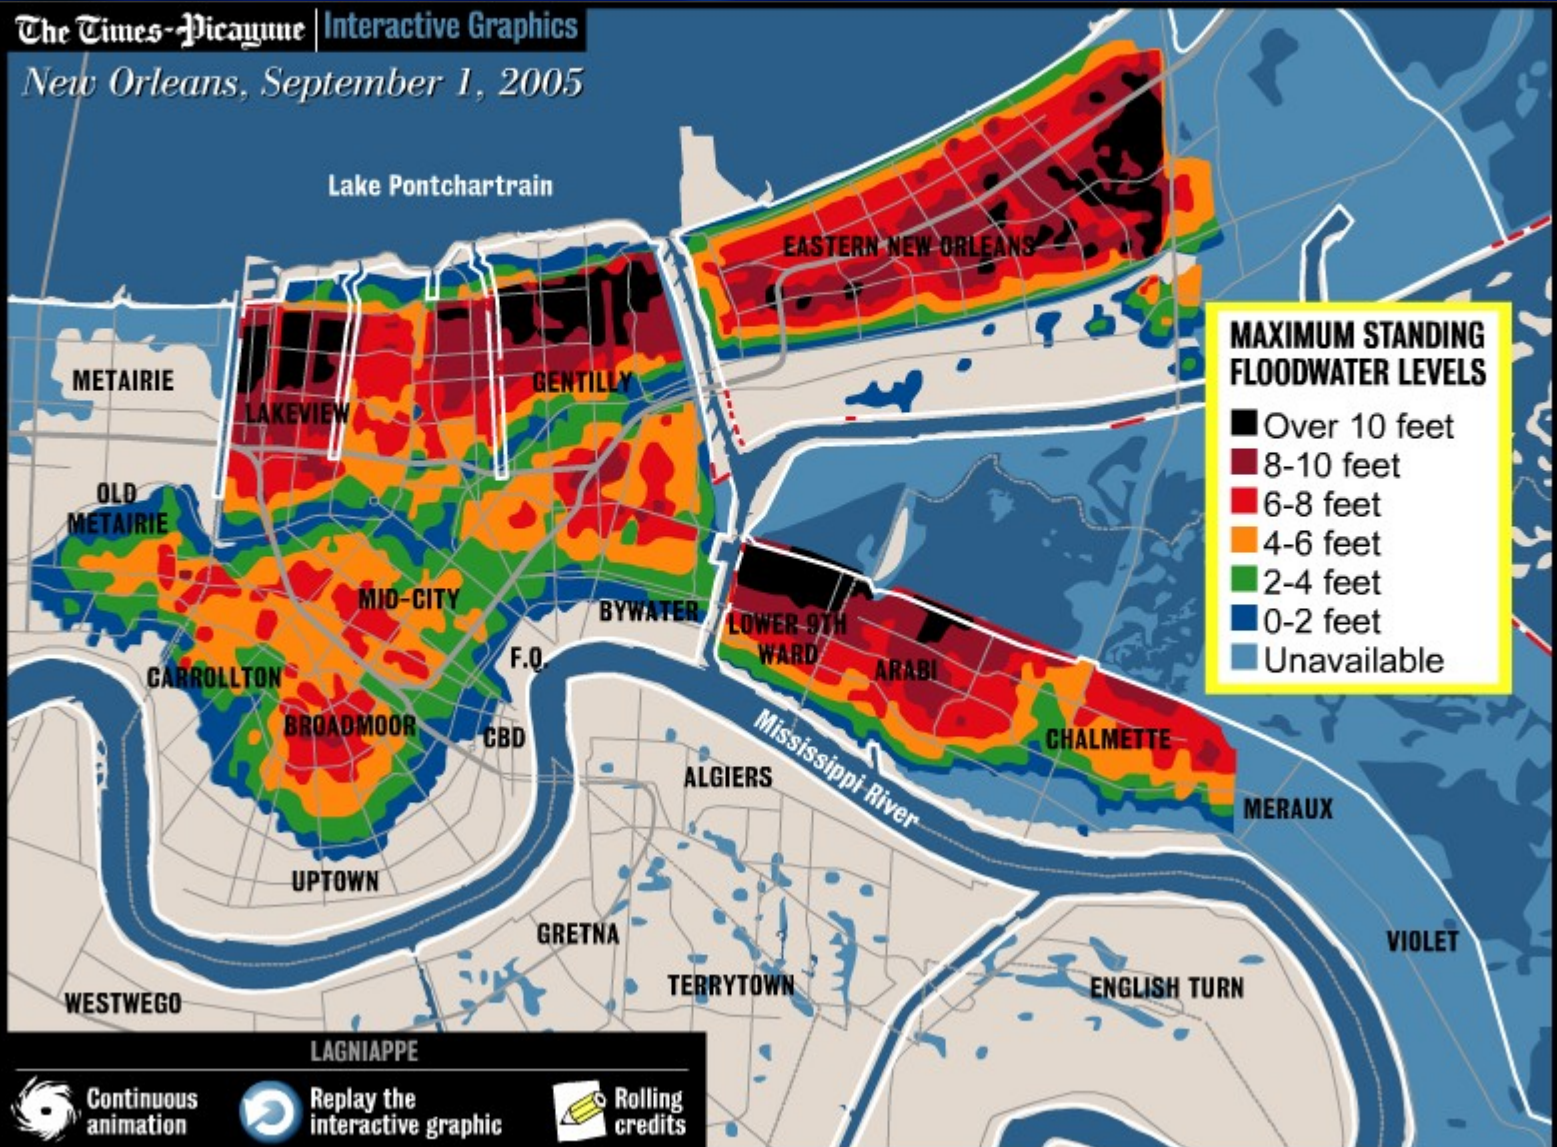 The Times-Picayune | Interactive Graphics
New Orleans, September 1, 2005
Lake Pontchartrain
EASTERN NEW ORLEANS
METAIRIE
GENTILLY
LAKEVIEW
OLD
METAIRIE
MID-CITY
BYWATER
LOWER 9TH
WARD
F.Q.
ARABI
CARROLLTON
BROADMOOR
CBD
CHALMETTE
Mississippi River
ALGIERS
MERAUX
UPTOWN
GRETNA
VIOLET
TERRYTOWN
ENGLISH TURN
WESTWEGO
MAXIMUM STANDING
FLOODWATER LEVELS
Over 10 feet
8-10 feet
6-8 feet
4-6 feet
2-4 feet
0-2 feet
Unavailable
LAGNIAPPE
Continuous
animation
Replay the
interactive graphic
Rolling
credits